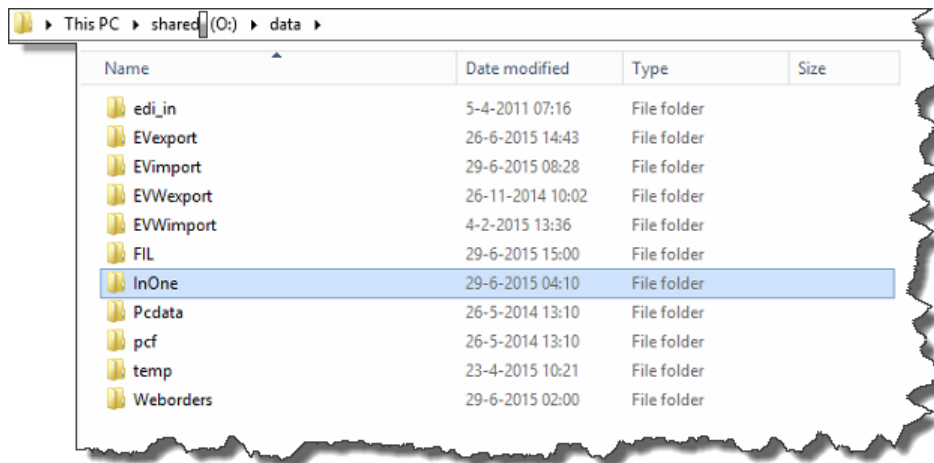 This PC shared (O:) data
Name Date modified Type Size
edi_in 5-4-2011 07:16 File folder
EVexport 26-6-2015 14:43 File folder
EVimport 29-6-2015 08:28 File folder
EVWexport 26-11-2014 10:02 File folder
EVWimport 4-2-2015 13:36 File folder
FIL 29-6-2015 15:00 File folder
InOne 29-6-2015 04:10 File folder
Pcdata 26-5-2014 13:10 File folder
pcf 26-5-2014 13:10 File folder
temp 23-4-2015 10:21 File folder
Weborders 29-6-2015 02:00 File folder